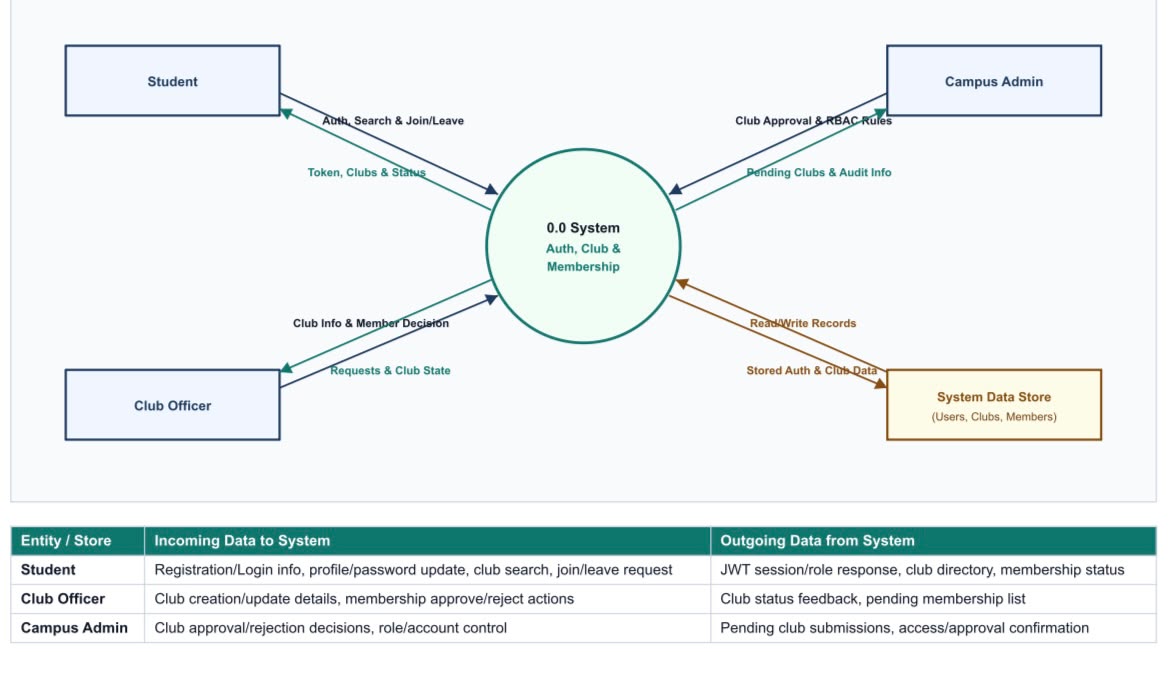 Student
Campus Admin
Auth, Search & Join/Leave
Club Approval & RBAC Rules
Token, Clubs & Status
Pending Clubs & Audit Info
0.0 System
Auth, Club &
Membership
Club Info & Member Decision
Read/Write Records
Requests & Club State
Stored Auth & Club Data
Club Officer
System Data Store
(Users, Clubs, Members)
Entity / Store Incoming Data to System Outgoing Data from System
Student Registration/Login info, profile/password update, club search, join/leave request JWT session/role response, club directory, membership status
Club Officer Club creation/update details, membership approve/reject actions Club status feedback, pending membership list
Campus Admin Club approval/rejection decisions, role/account control Pending club submissions, access/approval confirmation